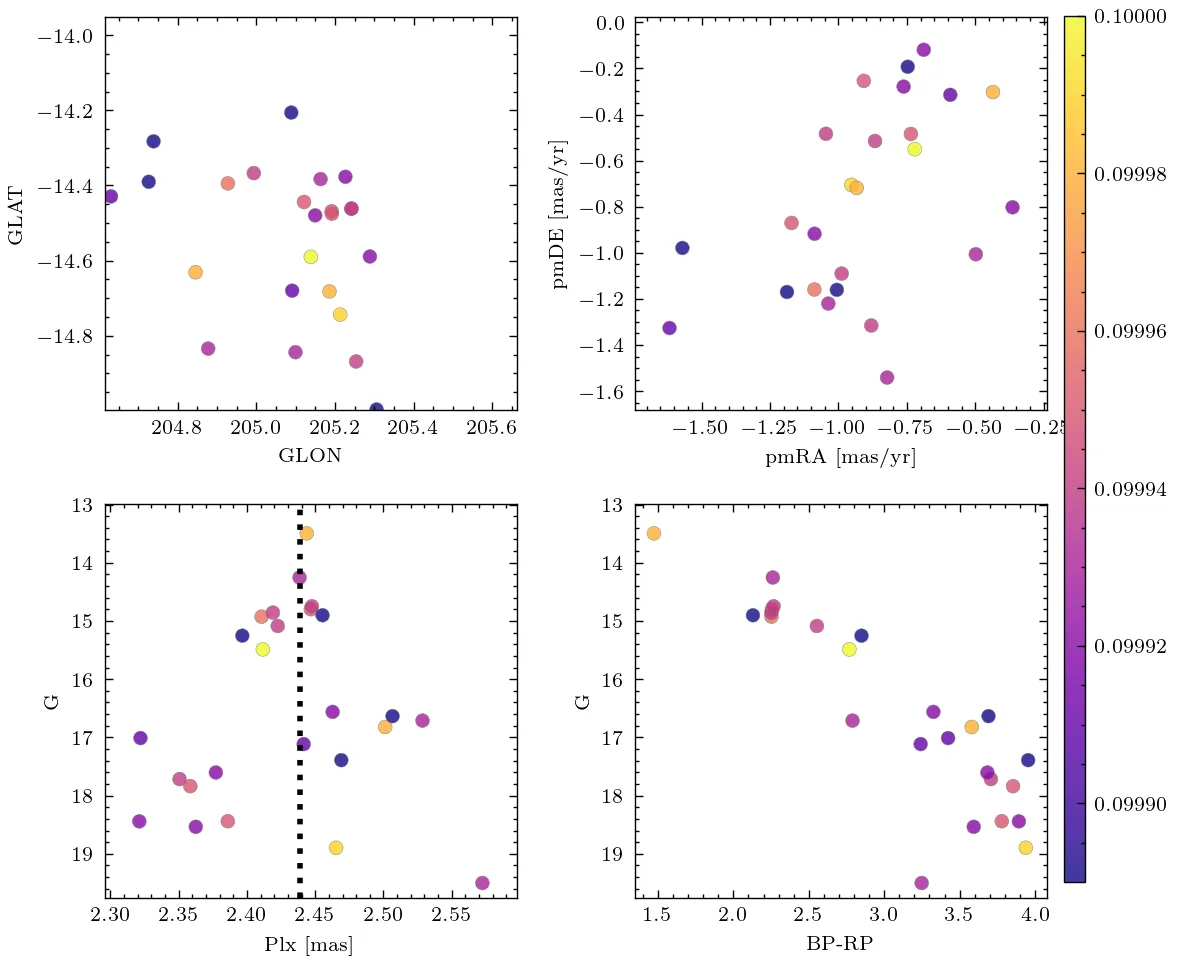 −14.0
−14.2
−14.4
−14.6
−14.8
GLAT
204.8 205.0 205.2 205.4 205.6
GLON
0.0
−0.2
−0.4
−0.6
−0.8
−1.0
−1.2
−1.4
−1.6
pmDE [mas/yr]
−1.50 −1.25 −1.00 −0.75 −0.50 −0.25
pmRA [mas/yr]
13
14
15
16
17
18
19
G
2.30 2.35 2.40 2.45 2.50 2.55
Plx [mas]
13
14
15
16
17
18
19
G
1.5 2.0 2.5 3.0 3.5 4.0
BP-RP
0.10000
0.09998
0.09996
0.09994
0.09992
0.09990